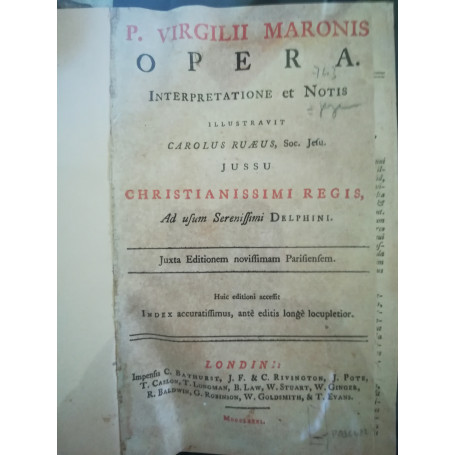 P. VIRGILII MARONIS
OPERA.
INTERPRETATIONE et NOTIS
ILLUSTRAVIT
CAROLUS RUÆUS, Soc. Jeſu.
JUSSU
CHRISTIANISSIMI REGIS,
Ad uſum Sereniſſimi DELPHINI.
Juxta Editionem noviſſimam Pariſienſem.
Huic editioni acceſſit
INDEX accuratiſſimus, antè editis longè locupletior.
LONDINI:
Impenſis C. BATHURST, J. F. & C. RIVINGTON, J. POTE,
T. CASLON, T. LONGMAN, B. LAW, W. STUART, W. GINGER,
R. BALDWIN, G. ROBINSON, W. GOLDSMITH, & T. EVANS.